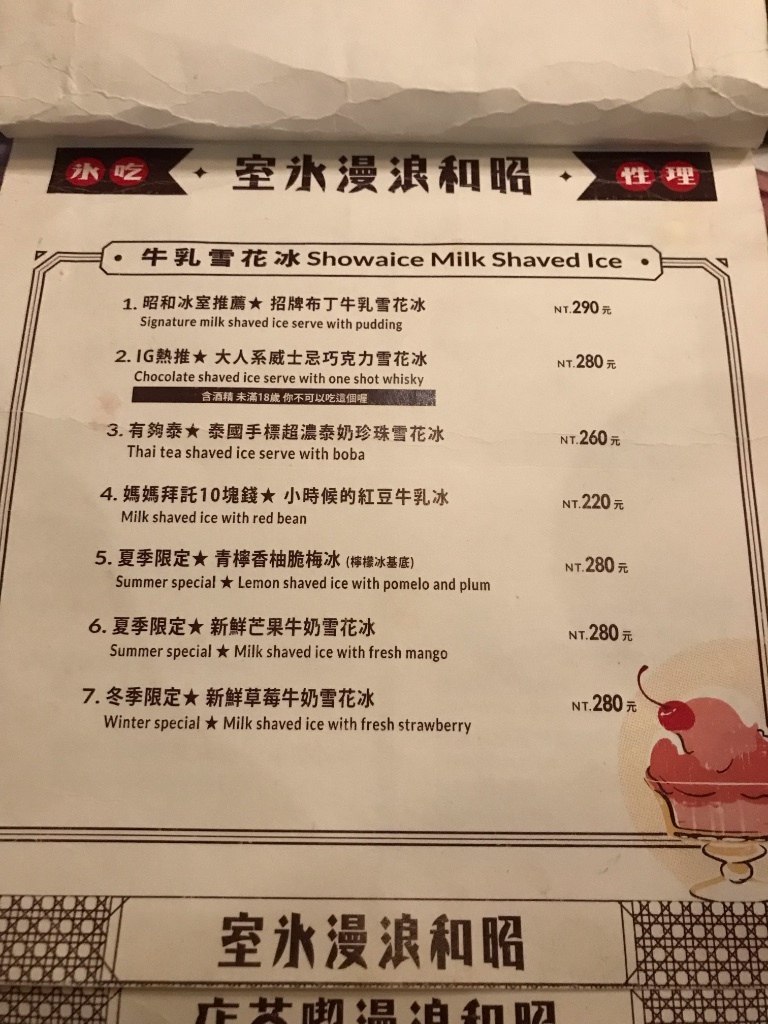 氷吃 ✦ 室氷漫浪和昭 ✦ 性理
• 牛乳雪花冰 Showaice Milk Shaved Ice •
1. 昭和冰室推薦★ 招牌布丁牛乳雪花冰 NT.290元
Signature milk shaved ice serve with pudding
2. IG熱推★ 大人系威士忌巧克力雪花冰 NT.280元
Chocolate shaved ice serve with one shot whisky
含酒精 未滿18歲 你不可以吃這個喔
3. 有夠泰★ 泰國手標超濃泰奶珍珠雪花冰 NT.260元
Thai tea shaved ice serve with boba
4. 媽媽拜託10塊錢★ 小時候的紅豆牛乳冰 NT.220元
Milk shaved ice with red bean
5. 夏季限定★ 青檸香柚脆梅冰 (檸檬冰基底) NT.280元
Summer special ★ Lemon shaved ice with pomelo and plum
6. 夏季限定★ 新鮮芒果牛奶雪花冰 NT.280元
Summer special ★ Milk shaved ice with fresh mango
7. 冬季限定★ 新鮮草莓牛奶雪花冰 NT.280元
Winter special ★ Milk shaved ice with fresh strawberry
室氷漫浪和昭
店茶喫漫浪和昭